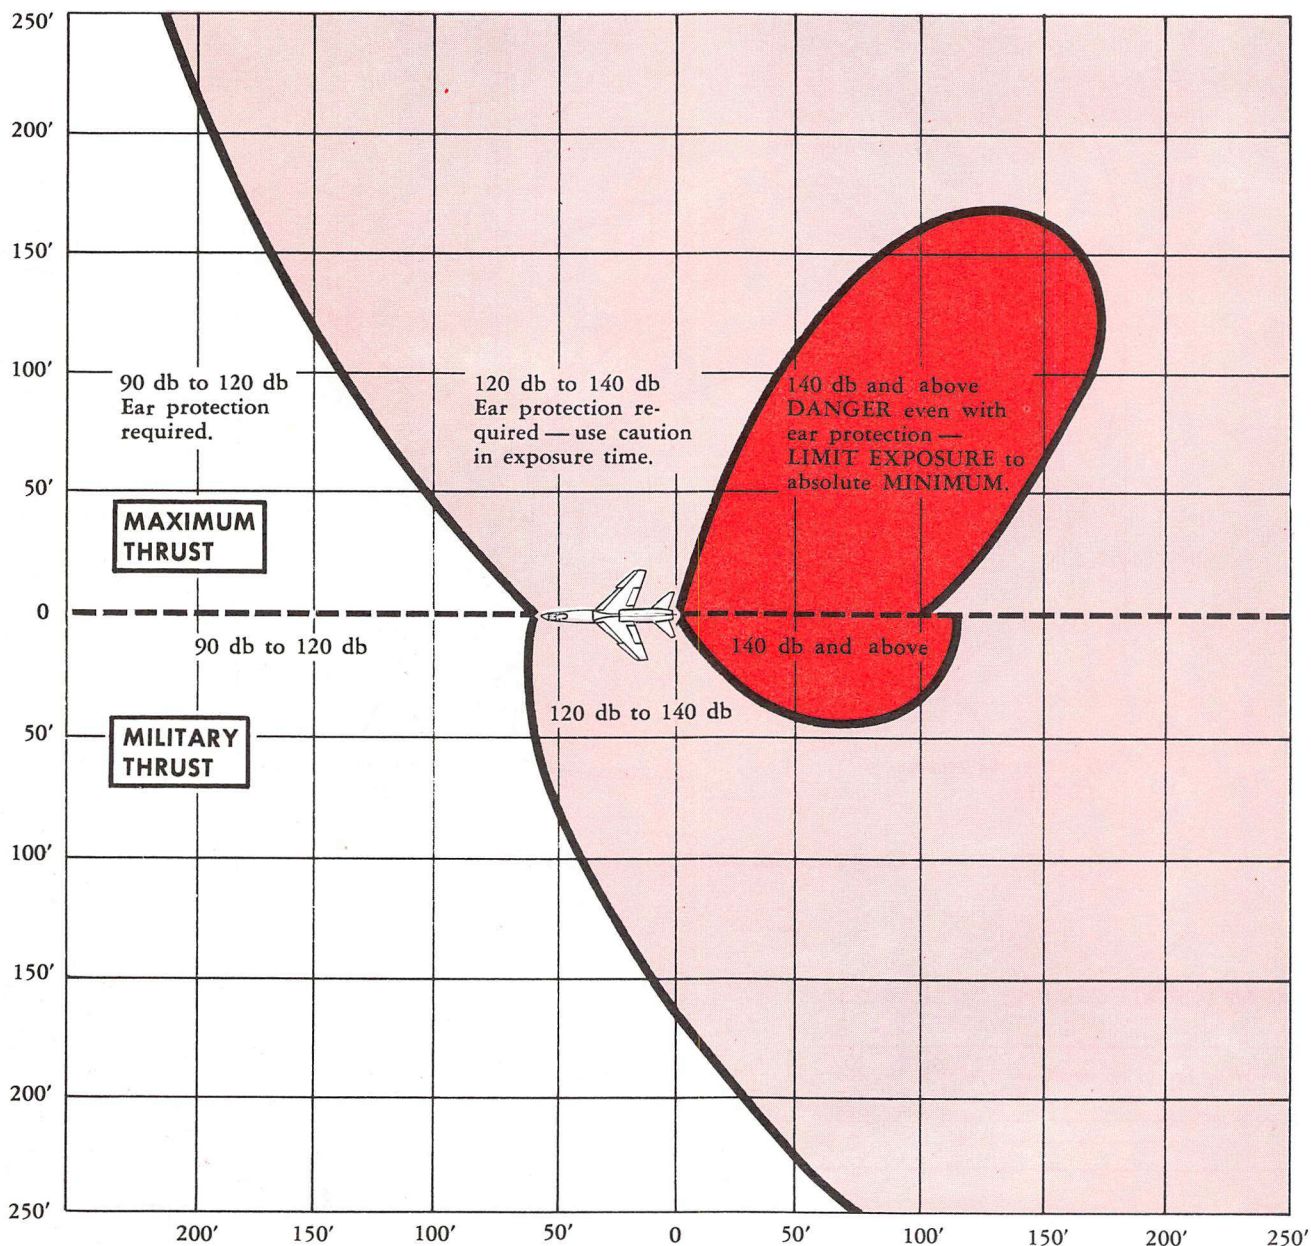 250′
200′
150′
100′
90 db to 120 db
Ear protection
required.
120 db to 140 db
Ear protection re-
quired — use caution
in exposure time.
140 db and above
DANGER even with
ear protection —
LIMIT EXPOSURE to
absolute MINIMUM.
50′
MAXIMUM
THRUST
0
90 db to 120 db
140 db and above
120 db to 140 db
50′
MILITARY
THRUST
100′
150′
200′
250′
200′ 150′ 100′ 50′ 0 50′ 100′ 150′ 200′ 250′